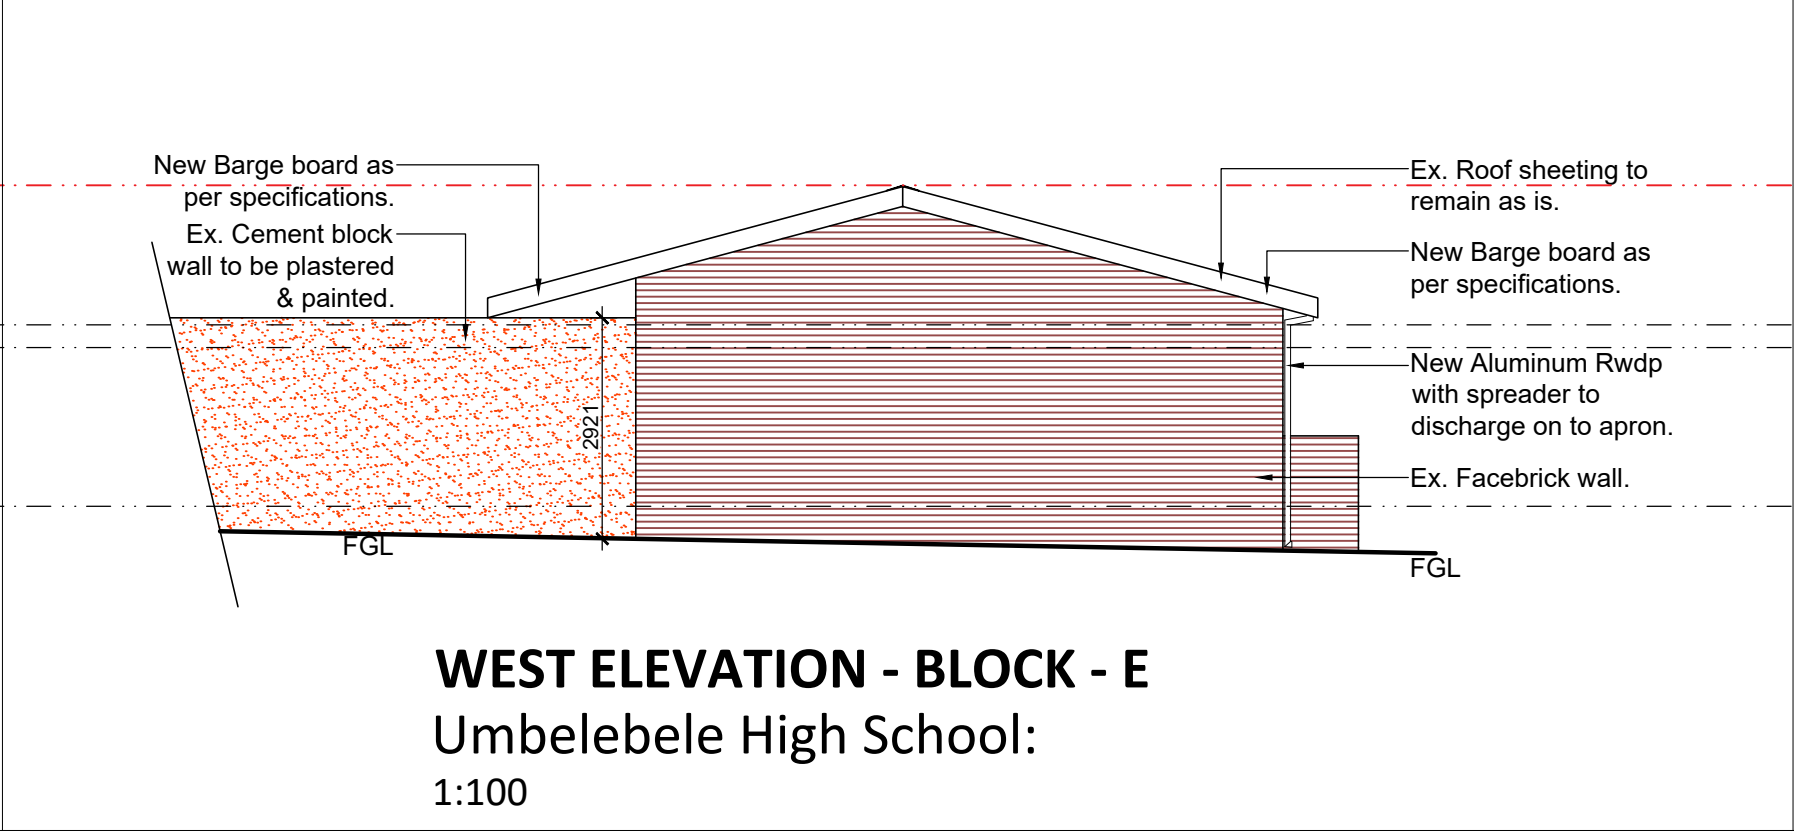 New Barge board as
per specifications.
Ex. Cement block
wall to be plastered
& painted.
Ex. Roof sheeting to
remain as is.
New Barge board as
per specifications.
New Aluminum Rwdp
with spreader to
discharge on to apron.
Ex. Facebrick wall.
2921
FGL
FGL
WEST ELEVATION - BLOCK - E
Umbelebele High School:
1:100